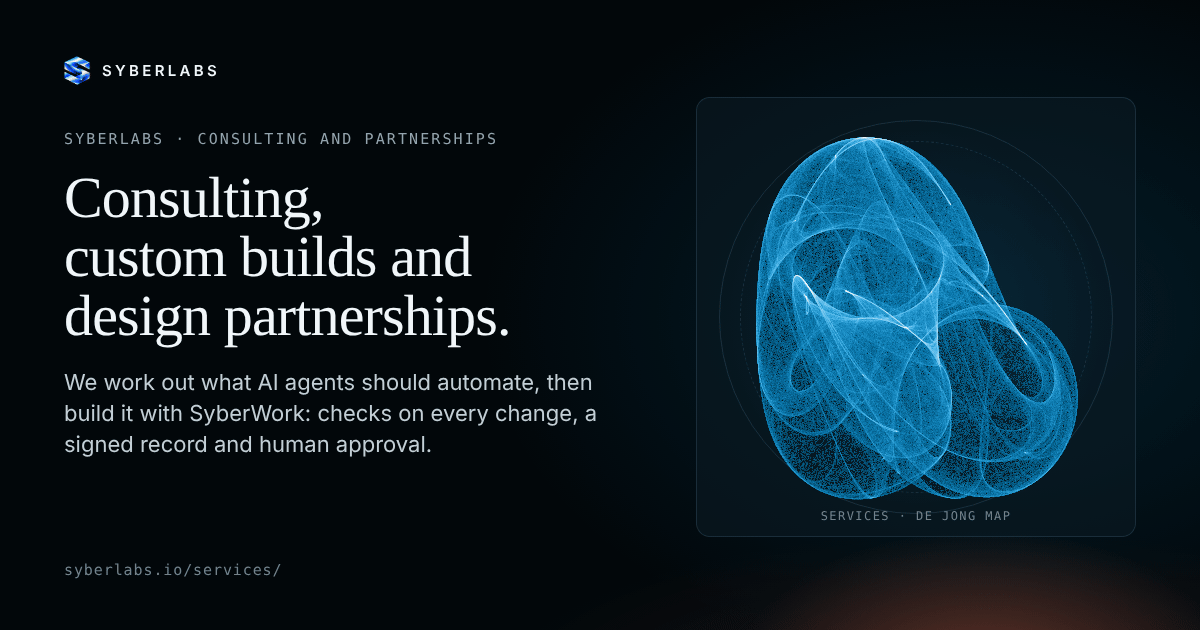 SYBERLABS
SYBERLABS · CONSULTING AND PARTNERSHIPS
Consulting,
custom builds and
design partnerships.
We work out what AI agents should automate, then
build it with SyberWork: checks on every change, a
signed record and human approval.
SERVICES · DE JONG MAP
syberlabs.io/services/